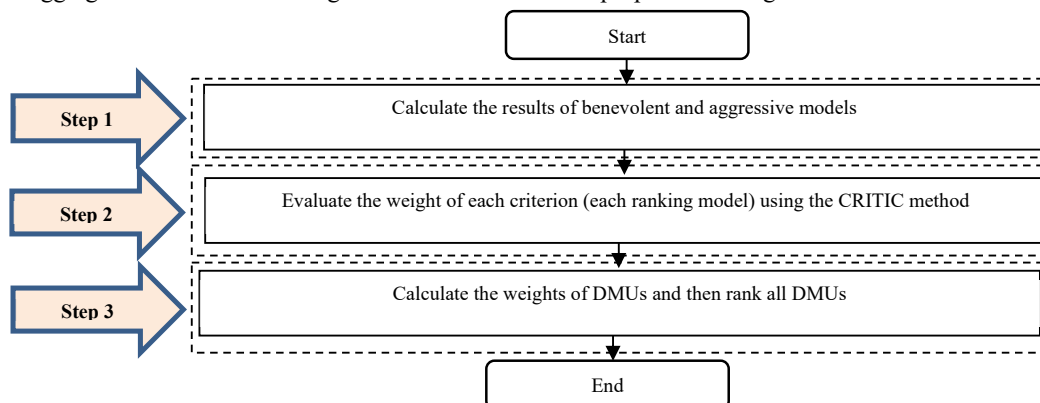 Start
Step 1
Calculate the results of benevolent and aggressive models
Step 2
Evaluate the weight of each criterion (each ranking model) using the CRITIC method
Step 3
Calculate the weights of DMUs and then rank all DMUs
End